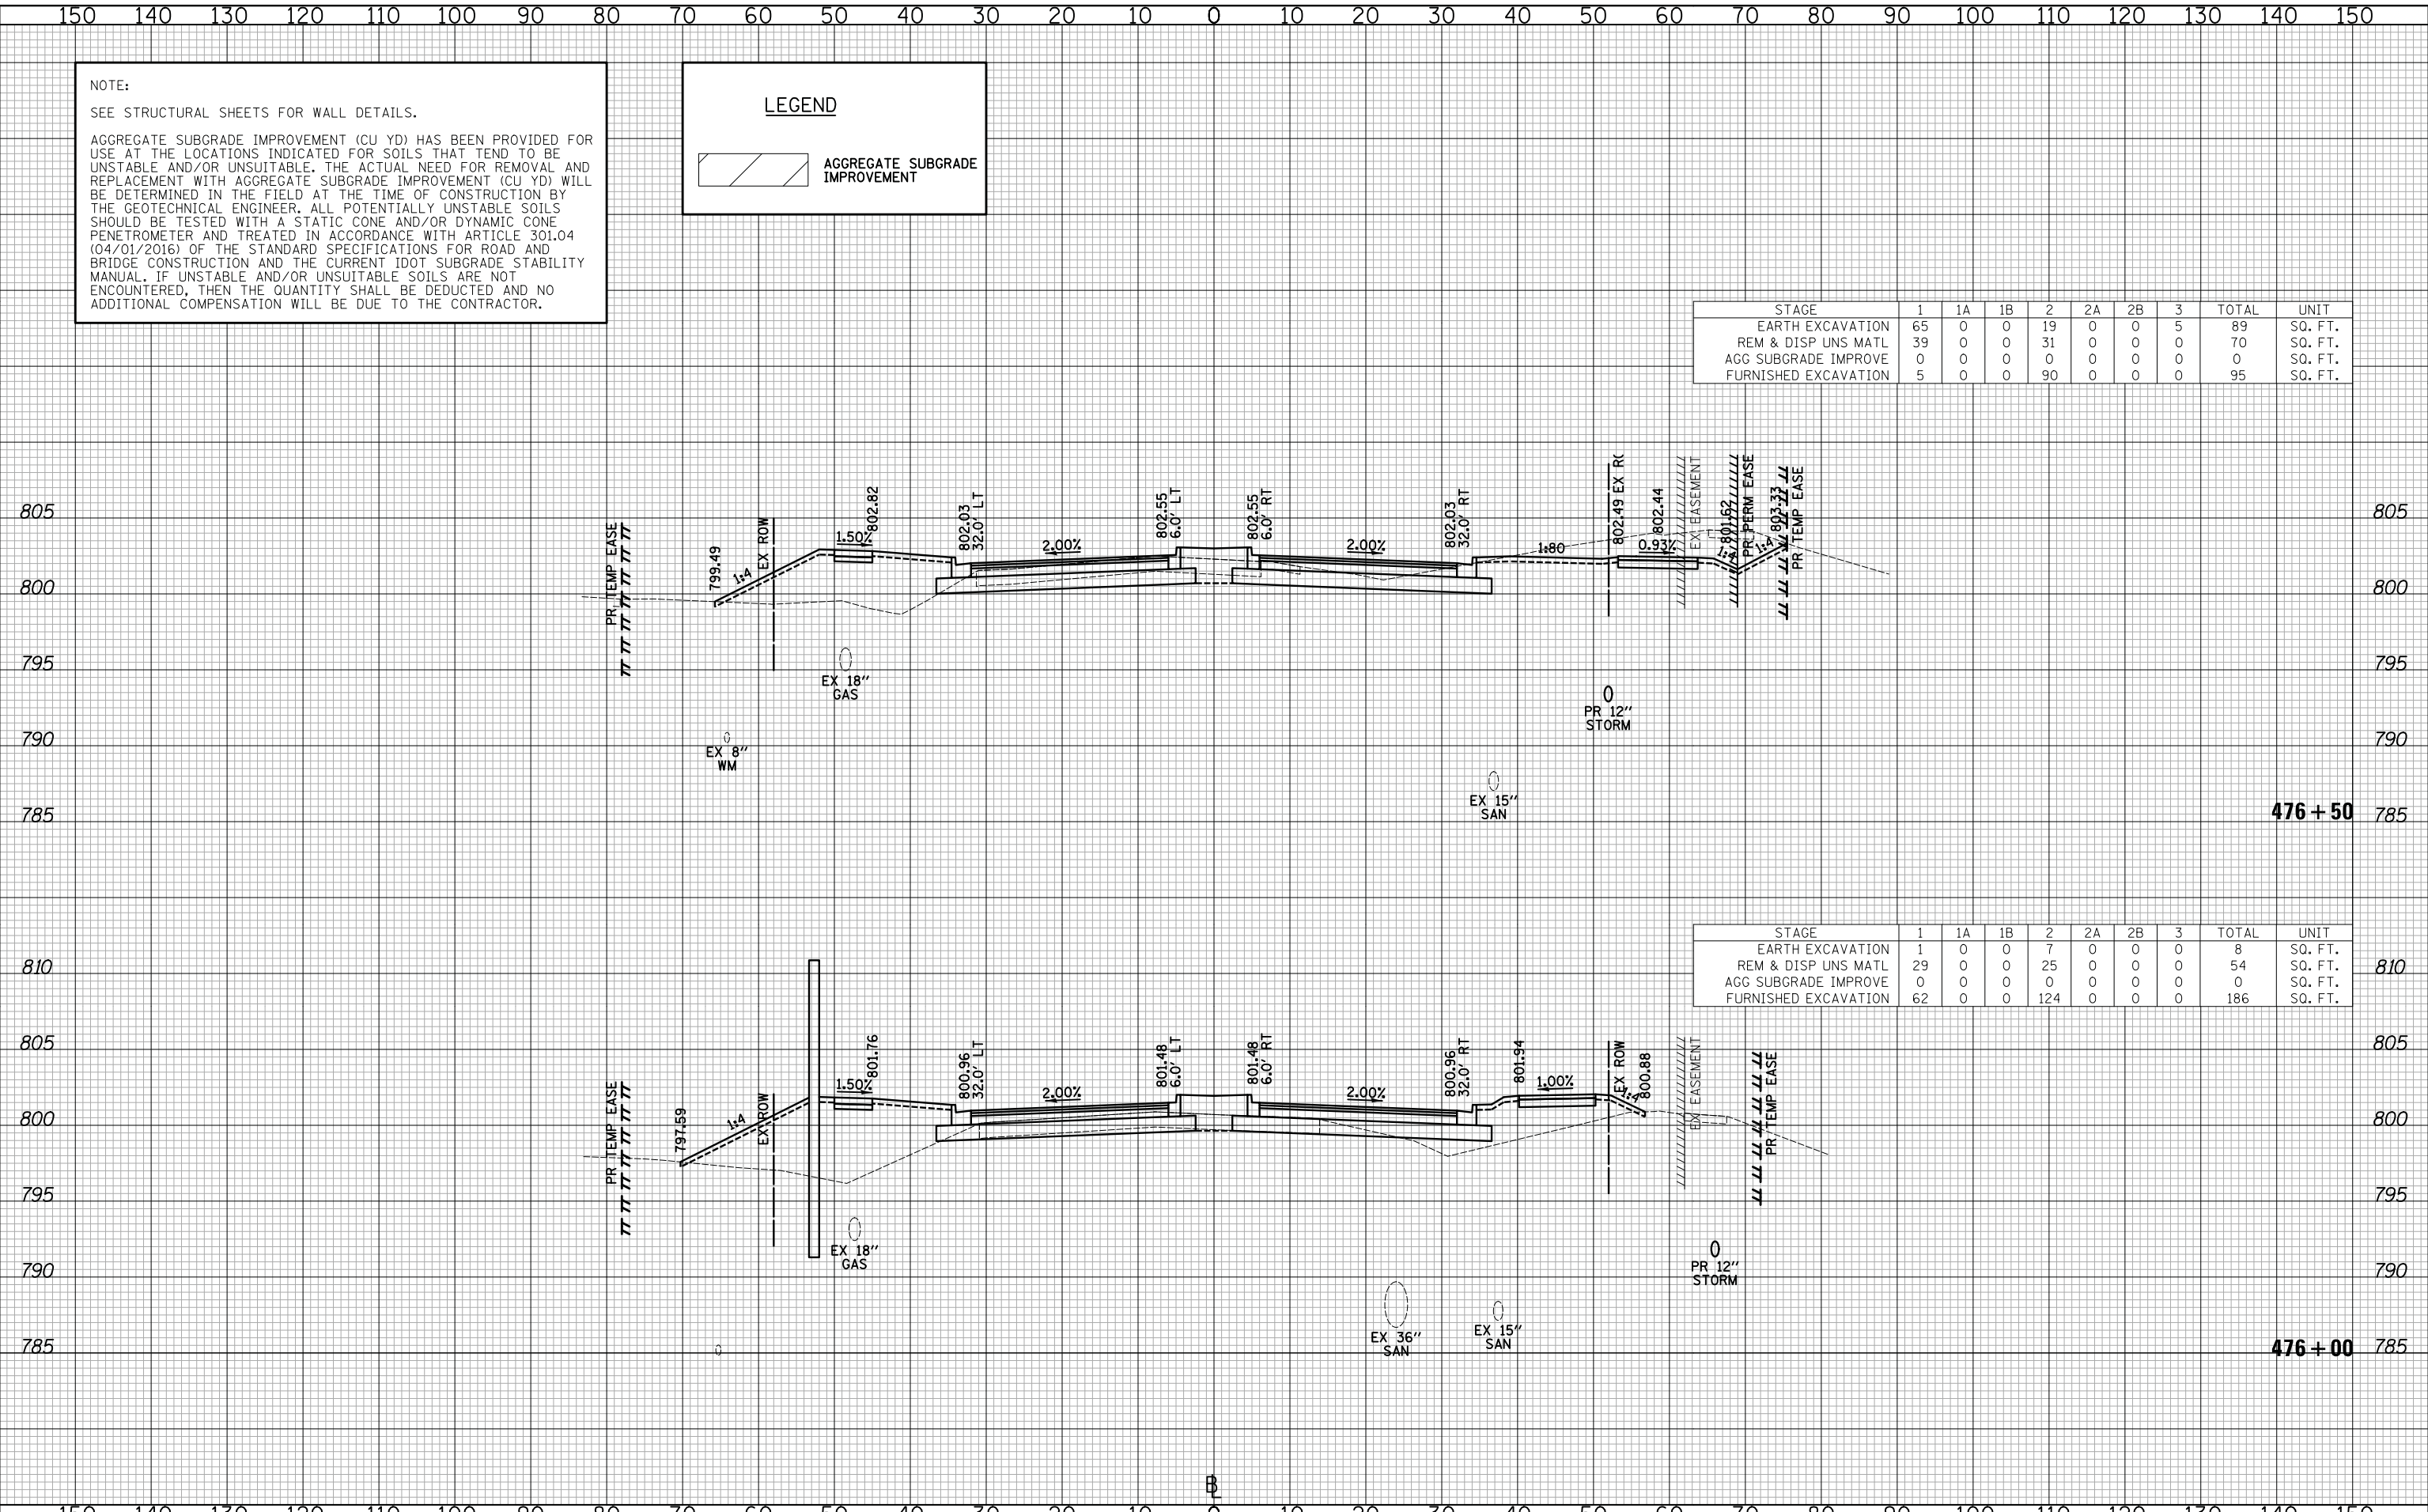 150 140 130 120 110 100 90 80 70 60 50 40 30 20 10 0 10 20 30 40 50 60 70 80 90 100 110 120 130 140 150
NOTE:
SEE STRUCTURAL SHEETS FOR WALL DETAILS.
AGGREGATE SUBGRADE IMPROVEMENT (CU YD) HAS BEEN PROVIDED FOR
USE AT THE LOCATIONS INDICATED FOR SOILS THAT TEND TO BE
UNSTABLE AND/OR UNSUITABLE. THE ACTUAL NEED FOR REMOVAL AND
REPLACEMENT WITH AGGREGATE SUBGRADE IMPROVEMENT (CU YD) WILL
BE DETERMINED IN THE FIELD AT THE TIME OF CONSTRUCTION BY
THE GEOTECHNICAL ENGINEER. ALL POTENTIALLY UNSTABLE SOILS
SHOULD BE TESTED WITH A STATIC CONE AND/OR DYNAMIC CONE
PENETROMETER AND TREATED IN ACCORDANCE WITH ARTICLE 301.04
(04/01/2016) OF THE STANDARD SPECIFICATIONS FOR ROAD AND
BRIDGE CONSTRUCTION AND THE CURRENT IDOT SUBGRADE STABILITY
MANUAL. IF UNSTABLE AND/OR UNSUITABLE SOILS ARE NOT
ENCOUNTERED, THEN THE QUANTITY SHALL BE DEDUCTED AND NO
ADDITIONAL COMPENSATION WILL BE DUE TO THE CONTRACTOR.
LEGEND
AGGREGATE SUBGRADE
IMPROVEMENT
STAGE 1 1A 1B 2 2A 2B 3 TOTAL UNIT
EARTH EXCAVATION 65 0 0 19 0 0 5 89 SQ. FT.
REM & DISP UNS MATL 39 0 0 31 0 0 0 70 SQ. FT.
AGG SUBGRADE IMPROVE 0 0 0 0 0 0 0 0 SQ. FT.
FURNISHED EXCAVATION 5 0 0 90 0 0 0 95 SQ. FT.
805
800
795
790
785
PR TEMP EASE
799.49
1:4
EX ROW
1.50%
802.82
802.03
32.0' LT
2.00%
802.55
6.0' LT
802.55
6.0' RT
2.00%
802.03
32.0' RT
1:80
802.49 EX RO
0.93%
802.44
EX EASEMENT
801.62
1:4
PR PERM EASE
1:4
803.33
PR TEMP EASE
EX 18"
GAS
EX 8"
WM
PR 12"
STORM
EX 15"
SAN
805
800
795
790
476+50 785
STAGE 1 1A 1B 2 2A 2B 3 TOTAL UNIT
EARTH EXCAVATION 1 0 0 7 0 0 0 8 SQ. FT.
REM & DISP UNS MATL 29 0 0 25 0 0 0 54 SQ. FT.
AGG SUBGRADE IMPROVE 0 0 0 0 0 0 0 0 SQ. FT.
FURNISHED EXCAVATION 62 0 0 124 0 0 0 186 SQ. FT.
810
805
800
795
790
785
PR TEMP EASE
797.59
1:4
EX ROW
1.50%
801.76
800.96
32.0' LT
2.00%
801.48
6.0' LT
801.48
6.0' RT
2.00%
800.96
32.0' RT
801.94
1.00%
EX ROW
1:4
800.88
EX EASEMENT
PR TEMP EASE
EX 18"
GAS
EX 36"
SAN
EX 15"
SAN
PR 12"
STORM
810
805
800
795
790
476+00 785
BL
150 140 130 120 110 100 90 80 70 60 50 40 30 20 10 0 10 20 30 40 50 60 70 80 90 100 110 120 130 140 150